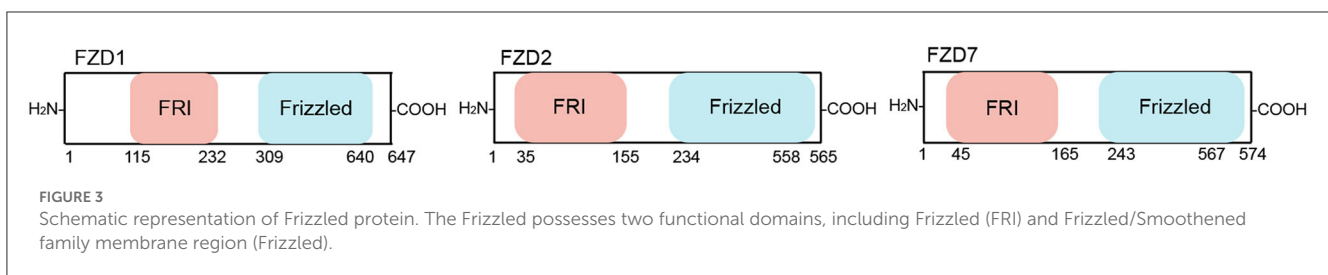 FZD1
H2N-
FRI
Frizzled
-COOH
1 115 232 309 640 647
FZD2
H2N-
FRI
Frizzled
-COOH
1 35 155 234 558 565
FZD7
H2N-
FRI
Frizzled
-COOH
1 45 165 243 567 574
FIGURE 3
Schematic representation of Frizzled protein. The Frizzled possesses two functional domains, including Frizzled (FRI) and Frizzled/Smoothened
family membrane region (Frizzled).